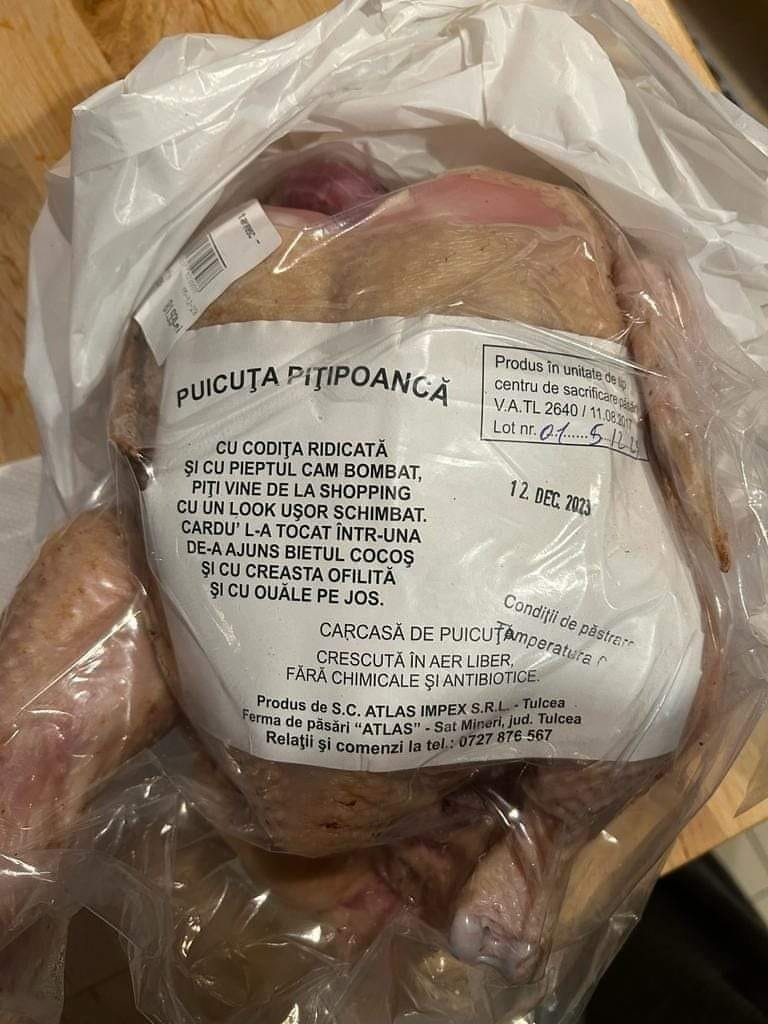 PUICUȚA PIȚIPOANCĂ
CU CODIȚA RIDICATĂ
ȘI CU PIEPTUL CAM BOMBAT,
PIȚI VINE DE LA SHOPPING
CU UN LOOK UȘOR SCHIMBAT.
CARDU' L-A TOCAT ÎNTR-UNA
DE-A AJUNS BIETUL COCOȘ
ȘI CU CREASTA OFILITĂ
ȘI CU OUĂLE PE JOS.
Produs în unitate de tip
centru de sacrificare păsări
V.A.TL 2640 / 11.08.2017
Lot nr. 01 5.12.23
12. DEC. 2023
Condiții de păstrare
Temperatura
CARCASĂ DE PUICUȚĂ
CRESCUTĂ ÎN AER LIBER,
FĂRĂ CHIMICALE ȘI ANTIBIOTICE.
Produs de S.C. ATLAS IMPEX S.R.L. - Tulcea
Ferma de păsări "ATLAS" - Sat Mineri, jud. Tulcea
Relații și comenzi la tel.: 0727 876 567